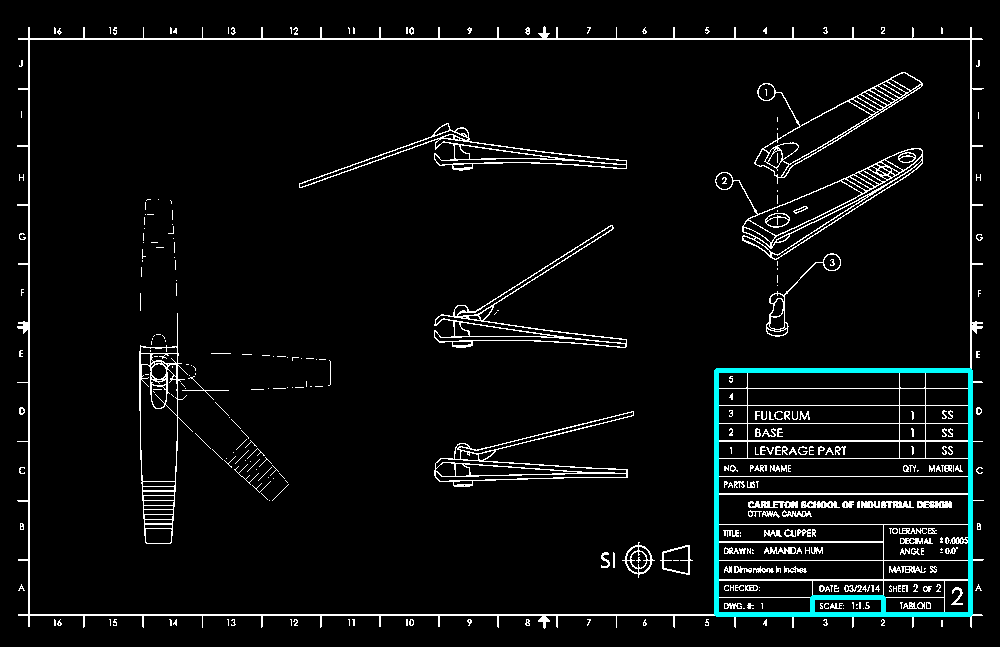 16 15 14 13 12 11 10 9 8 7 6 5 4 3 2 1
J J
I I
H H
G G
F F
E E
D D
C C
B B
A A
1
2
3
5
4
3 FULCRUM 1 SS
2 BASE 1 SS
1 LEVERAGE PART 1 SS
NO. PART NAME QTY. MATERIAL
PARTS LIST
CARLETON SCHOOL OF INDUSTRIAL DESIGN
OTTAWA, CANADA
TITLE: NAIL CLIPPER
TOLERANCES:
DECIMAL ±0.0005
ANGLE ±0.0°
DRAWN: AMANDA HUM
All Dimensions in Inches
MATERIAL: SS
SI
CHECKED: DATE: 03/24/14 SHEET 2 OF 2
DWG. #: 1 SCALE: 1:1.5 TABLOID 2
16 15 14 13 12 11 10 9 8 7 6 5 4 3 2 1